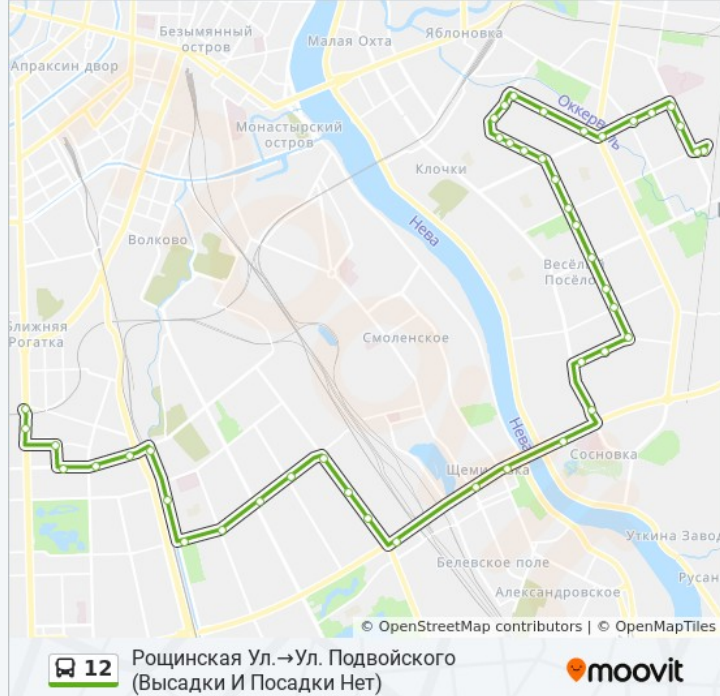 Безымянный
остров
Малая Охта
Яблоновка
Апраксин двор
Оккервиль
Монастырский
остров
Клочки
Нева
Волково
Весёлый
Посёлок
Ближняя
Рогатка
Смоленское
Нева
Щемиловка
Сосновка
Уткина Завод
Белевское поле
Русан
Александровское
© OpenStreetMap contributors | © OpenMapTiles
12
Рощинская Ул.→Ул. Подвойского
(Высадки И Посадки Нет)
moovit